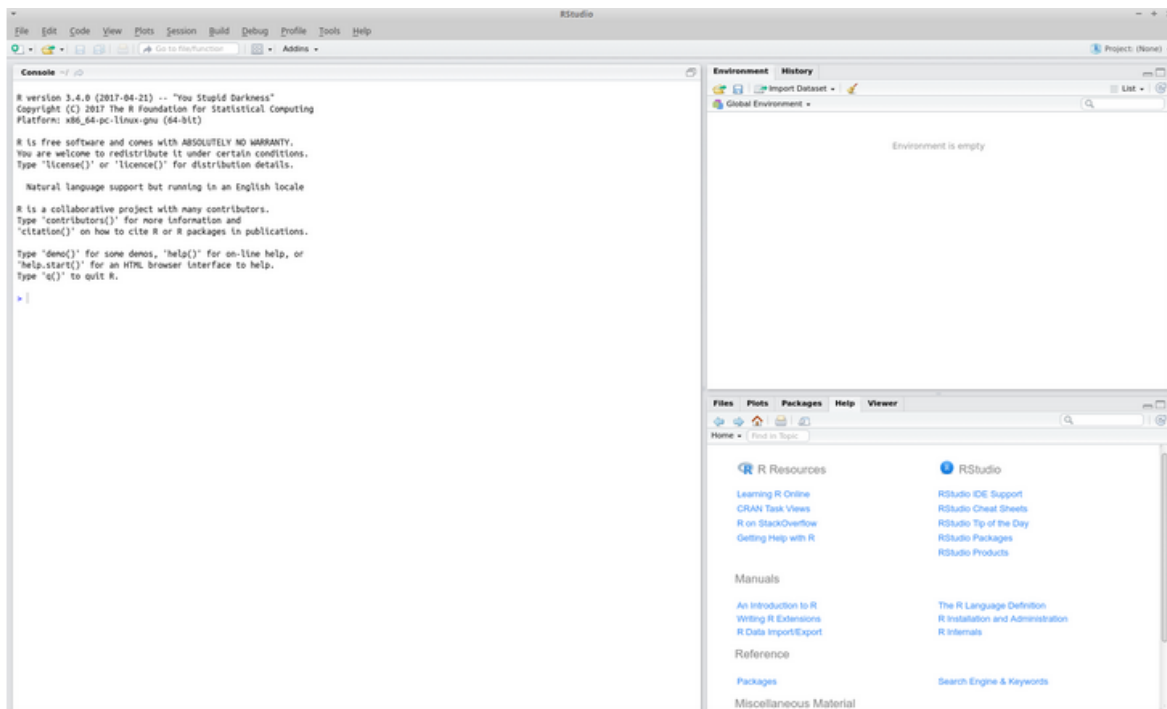 RStudio
File Edit Code View Plots Session Build Debug Profile Tools Help
Go to file/function Addins Project: (None)
Console ~/
R version 3.4.0 (2017-04-21) -- "You Stupid Darkness"
Copyright (C) 2017 The R Foundation for Statistical Computing
Platform: x86_64-pc-linux-gnu (64-bit)
R is free software and comes with ABSOLUTELY NO WARRANTY.
You are welcome to redistribute it under certain conditions.
Type 'license()' or 'licence()' for distribution details.
Natural language support but running in an English locale
R is a collaborative project with many contributors.
Type 'contributors()' for more information and
'citation()' on how to cite R or R packages in publications.
Type 'demo()' for some demos, 'help()' for on-line help, or
'help.start()' for an HTML browser interface to help.
Type 'q()' to quit R.
>
Environment History
Import Dataset List
Global Environment
Environment is empty
Files Plots Packages Help Viewer
Home Find in Topic
R Resources RStudio
Learning R Online RStudio IDE Support
CRAN Task Views RStudio Cheat Sheets
R on StackOverflow RStudio Tip of the Day
Getting Help with R RStudio Packages
RStudio Products
Manuals
An Introduction to R The R Language Definition
Writing R Extensions R Installation and Administration
R Data Import/Export R Internals
Reference
Packages Search Engine & Keywords
Miscellaneous Material